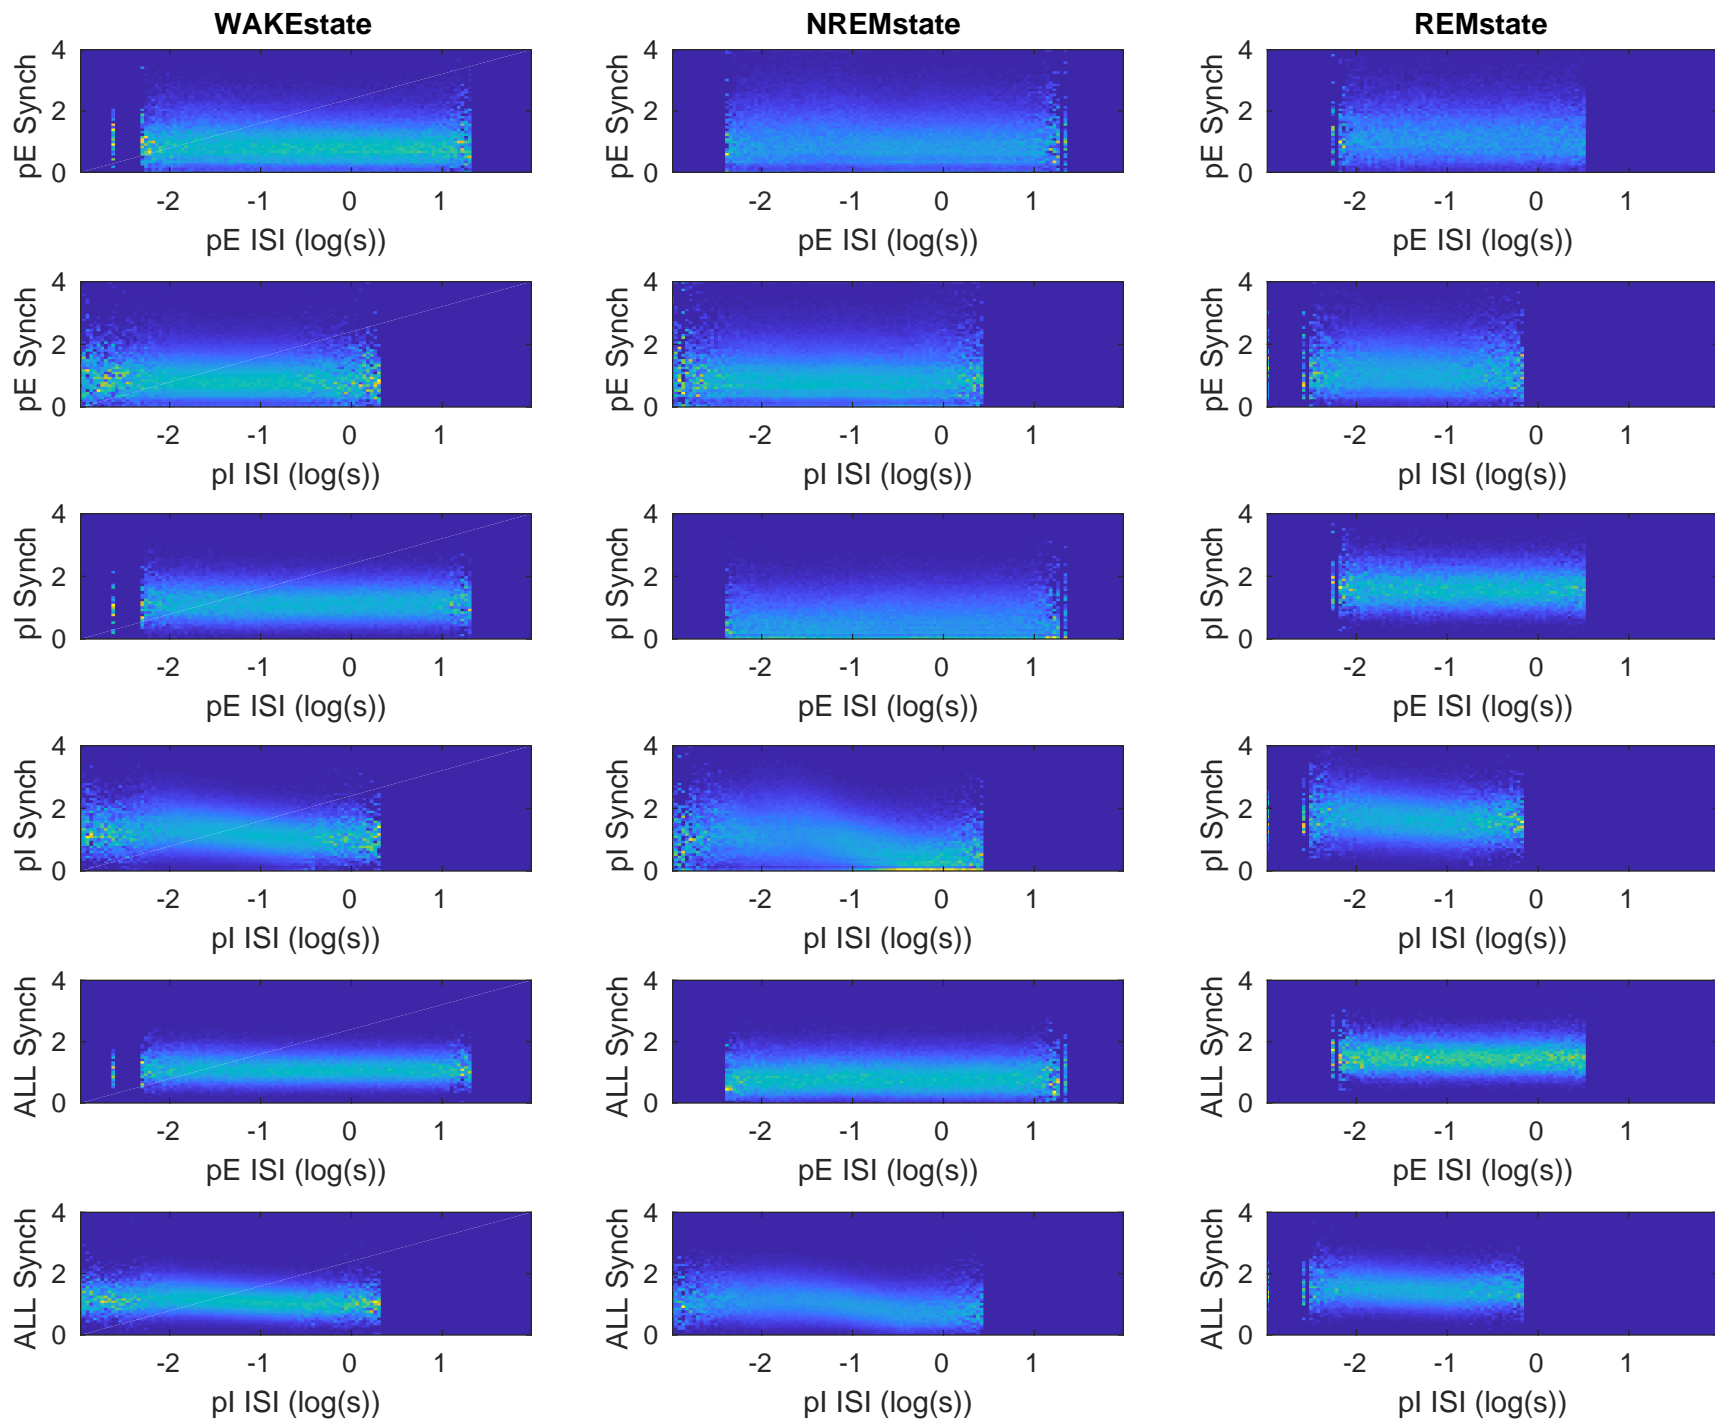 WAKEstate NREMstate REMstate
4 4 4
2 2 2
0 0 0
pE Synch pE Synch pE Synch
-2 -1 0 1 -2 -1 0 1 -2 -1 0 1
pE ISI (log(s)) pE ISI (log(s)) pE ISI (log(s))
4 4 4
2 2 2
0 0 0
pE Synch pE Synch pE Synch
-2 -1 0 1 -2 -1 0 1 -2 -1 0 1
pI ISI (log(s)) pI ISI (log(s)) pI ISI (log(s))
4 4 4
2 2 2
0 0 0
pI Synch pI Synch pI Synch
-2 -1 0 1 -2 -1 0 1 -2 -1 0 1
pE ISI (log(s)) pE ISI (log(s)) pE ISI (log(s))
4 4 4
2 2 2
0 0 0
pI Synch pI Synch pI Synch
-2 -1 0 1 -2 -1 0 1 -2 -1 0 1
pI ISI (log(s)) pI ISI (log(s)) pI ISI (log(s))
4 4 4
2 2 2
0 0 0
ALL Synch ALL Synch ALL Synch
-2 -1 0 1 -2 -1 0 1 -2 -1 0 1
pE ISI (log(s)) pE ISI (log(s)) pE ISI (log(s))
4 4 4
2 2 2
0 0 0
ALL Synch ALL Synch ALL Synch
-2 -1 0 1 -2 -1 0 1 -2 -1 0 1
pI ISI (log(s)) pI ISI (log(s)) pI ISI (log(s))